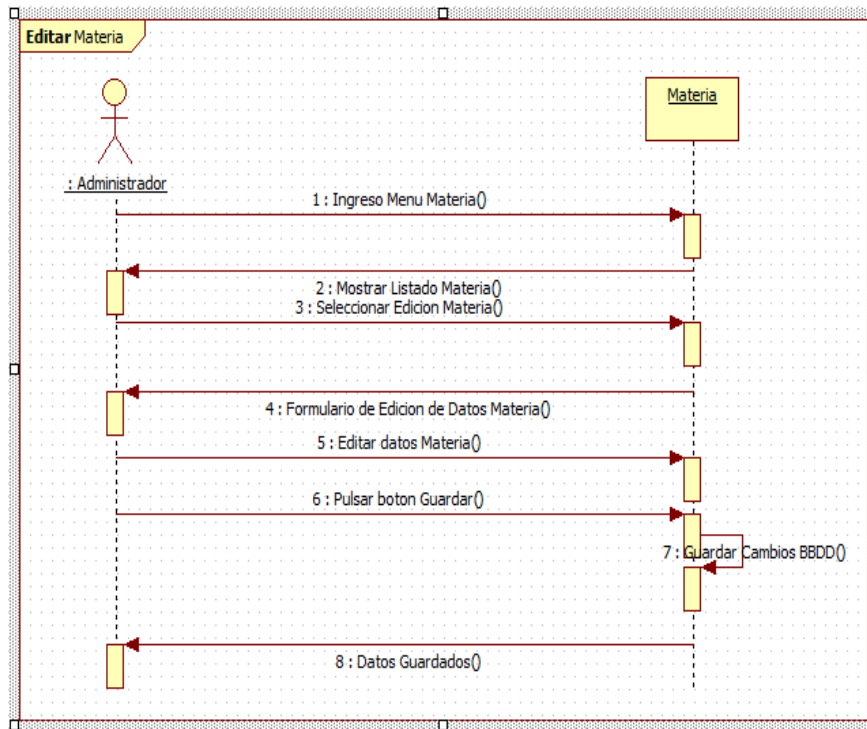 Editar Materia
Materia
: Administrador
1 : Ingreso Menu Materia()
2 : Mostrar Listado Materia()
3 : Seleccionar Edicion Materia()
4 : Formulario de Edicion de Datos Materia()
5 : Editar datos Materia()
6 : Pulsar boton Guardar()
7 : Guardar Cambios BBDD()
8 : Datos Guardados()